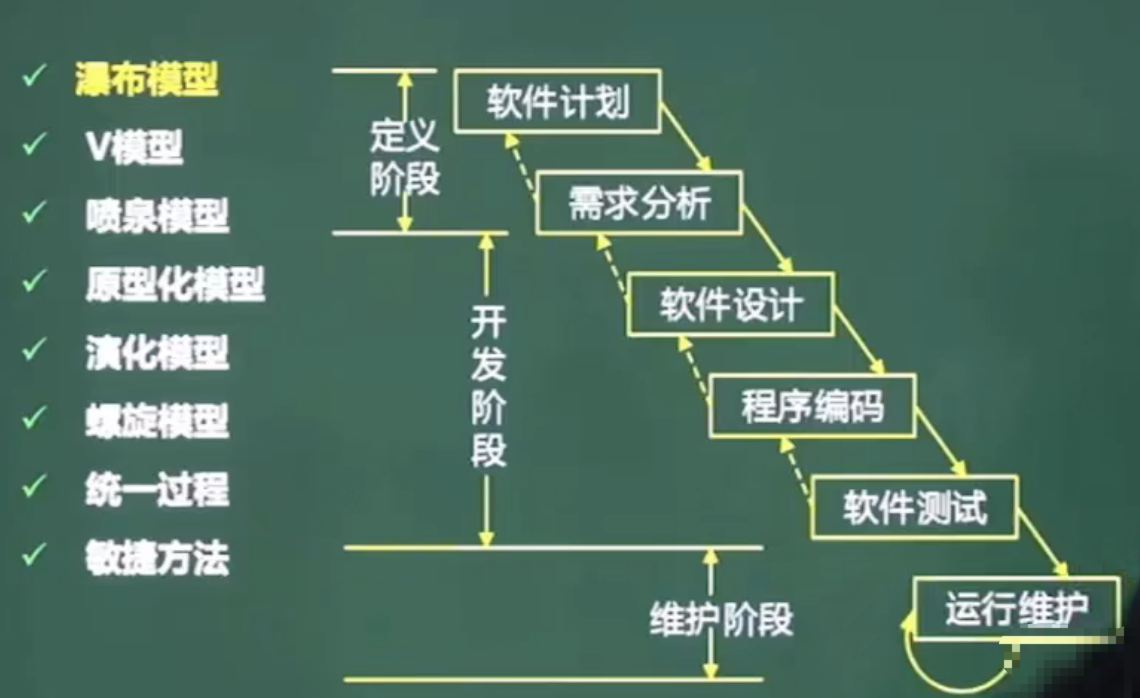 瀑布模型
V模型
喷泉模型
原型化模型
演化模型
螺旋模型
统一过程
敏捷方法
定义
阶段
开
发
阶
段
维护阶段
软件计划
需求分析
软件设计
程序编码
软件测试
运行维护